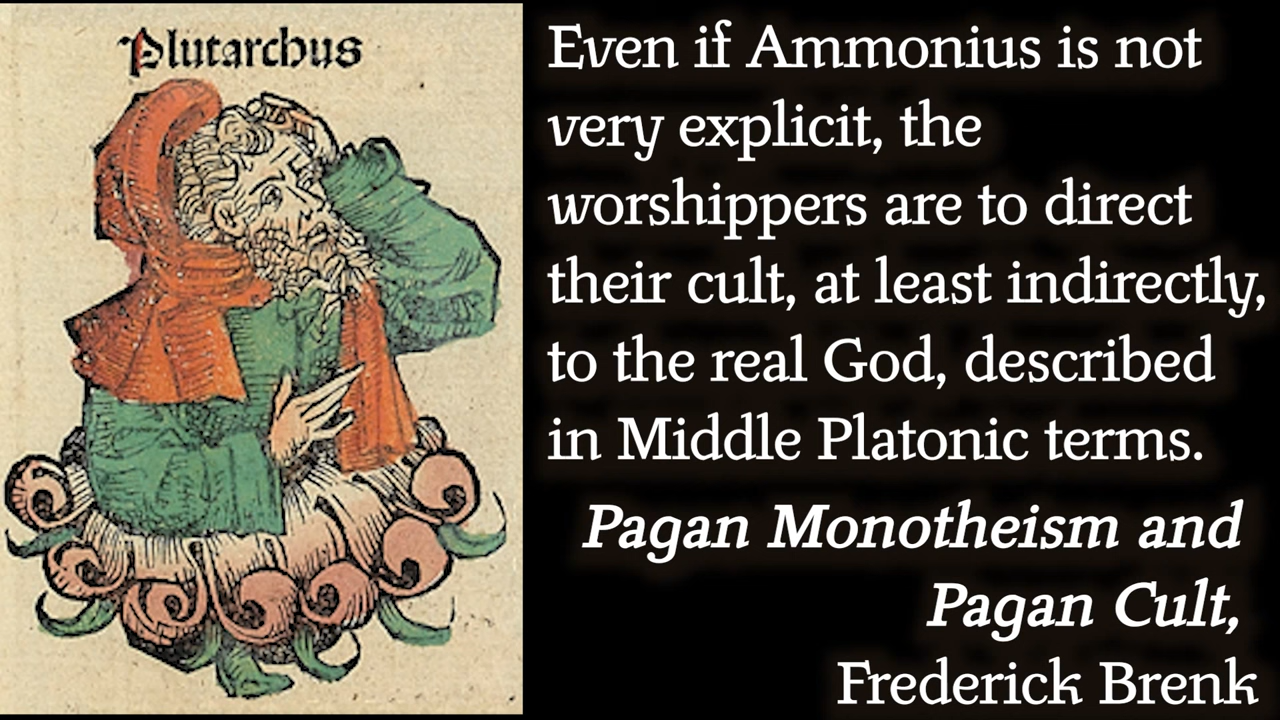 Plutarchus
Even if Ammonius is not
very explicit, the
worshippers are to direct
their cult, at least indirectly,
to the real God, described
in Middle Platonic terms.
Pagan Monotheism and
Pagan Cult,
Frederick Brenk